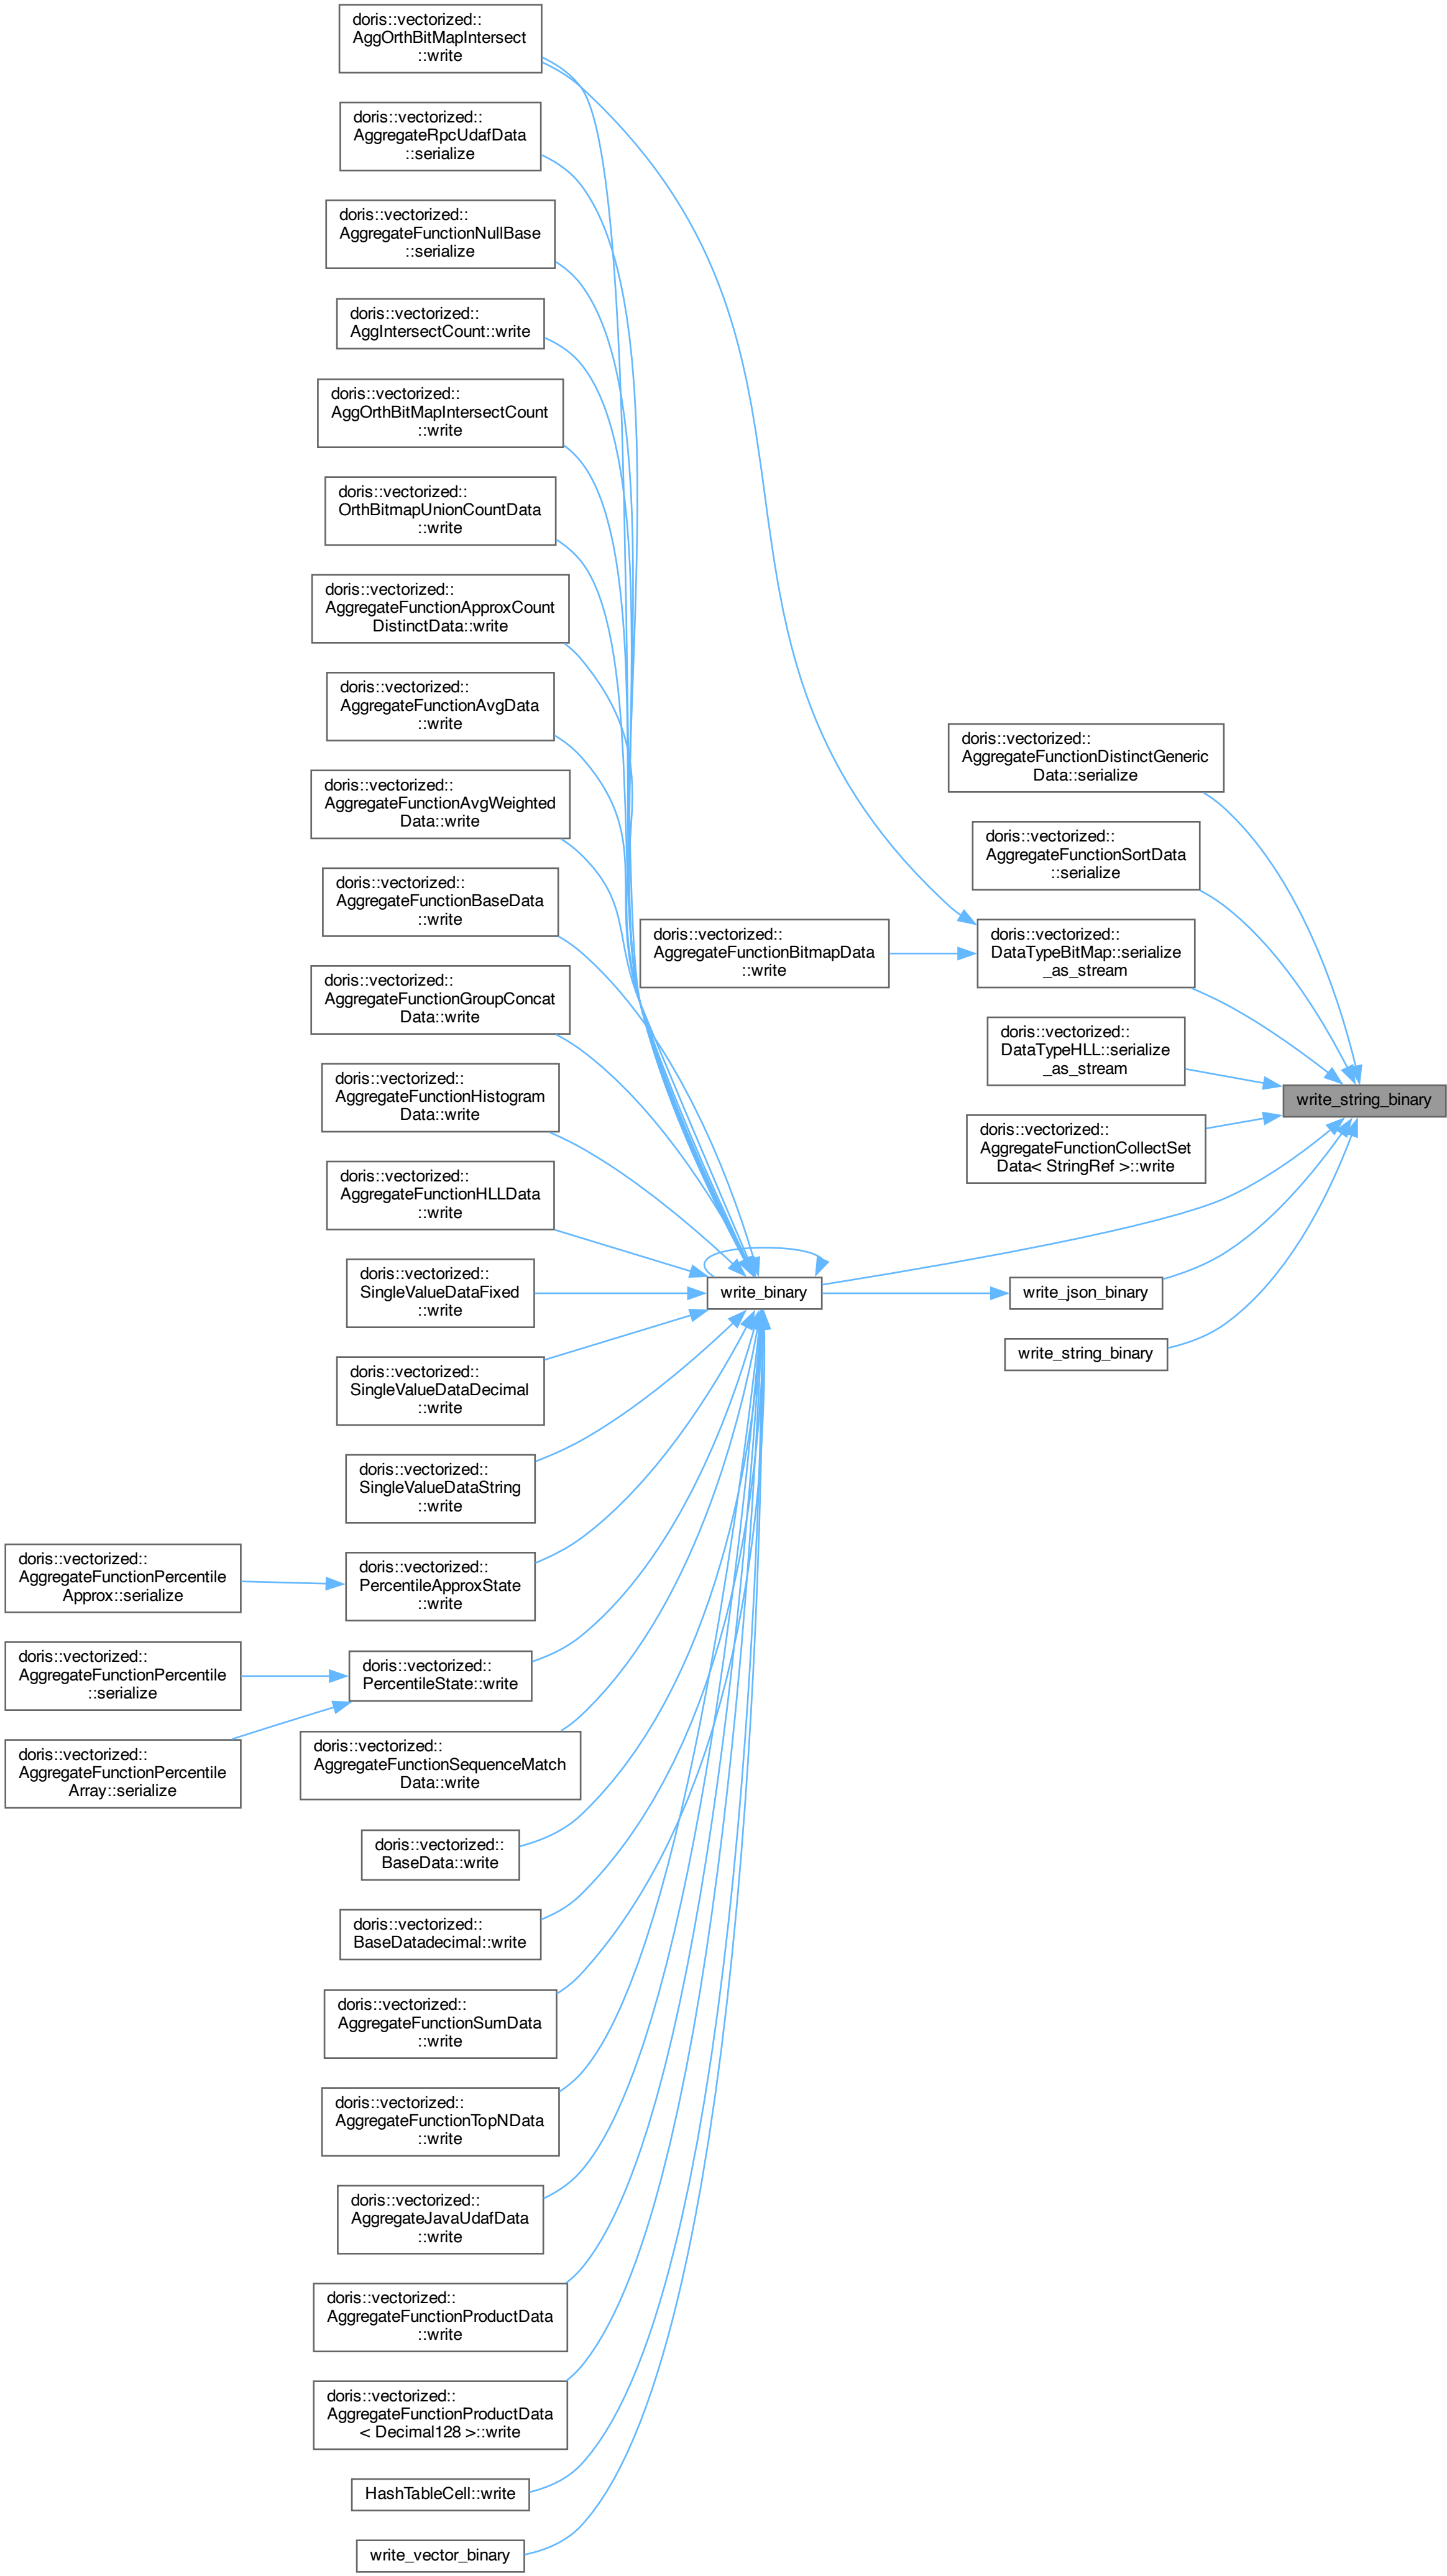 doris::vectorized::
AggOrthBitMapIntersect
::write
doris::vectorized::
AggregateRpcUdafData
::serialize
doris::vectorized::
AggregateFunctionNullBase
::serialize
doris::vectorized::
AggIntersectCount::write
doris::vectorized::
AggOrthBitMapIntersectCount
::write
doris::vectorized::
OrthBitmapUnionCountData
::write
doris::vectorized::
AggregateFunctionApproxCount
DistinctData::write
doris::vectorized::
AggregateFunctionAvgData
::write
doris::vectorized::
AggregateFunctionAvgWeighted
Data::write
doris::vectorized::
AggregateFunctionBaseData
::write
doris::vectorized::
AggregateFunctionGroupConcat
Data::write
doris::vectorized::
AggregateFunctionHistogram
Data::write
doris::vectorized::
AggregateFunctionHLLData
::write
doris::vectorized::
SingleValueDataFixed
::write
doris::vectorized::
SingleValueDataDecimal
::write
doris::vectorized::
SingleValueDataString
::write
doris::vectorized::
PercentileApproxState
::write
doris::vectorized::
AggregateFunctionPercentile
Approx::serialize
doris::vectorized::
PercentileState::write
doris::vectorized::
AggregateFunctionPercentile
::serialize
doris::vectorized::
AggregateFunctionPercentile
Array::serialize
doris::vectorized::
AggregateFunctionSequenceMatch
Data::write
doris::vectorized::
BaseData::write
doris::vectorized::
BaseDatadecimal::write
doris::vectorized::
AggregateFunctionSumData
::write
doris::vectorized::
AggregateFunctionTopNData
::write
doris::vectorized::
AggregateJavaUdafData
::write
doris::vectorized::
AggregateFunctionProductData
::write
doris::vectorized::
AggregateFunctionProductData
< Decimal128 >::write
HashTableCell::write
write_vector_binary
doris::vectorized::
AggregateFunctionBitmapData
::write
write_binary
doris::vectorized::
AggregateFunctionDistinctGeneric
Data::serialize
doris::vectorized::
AggregateFunctionSortData
::serialize
doris::vectorized::
DataTypeBitMap::serialize
_as_stream
doris::vectorized::
DataTypeHLL::serialize
_as_stream
doris::vectorized::
AggregateFunctionCollectSet
Data< StringRef >::write
write_json_binary
write_string_binary
write_string_binary